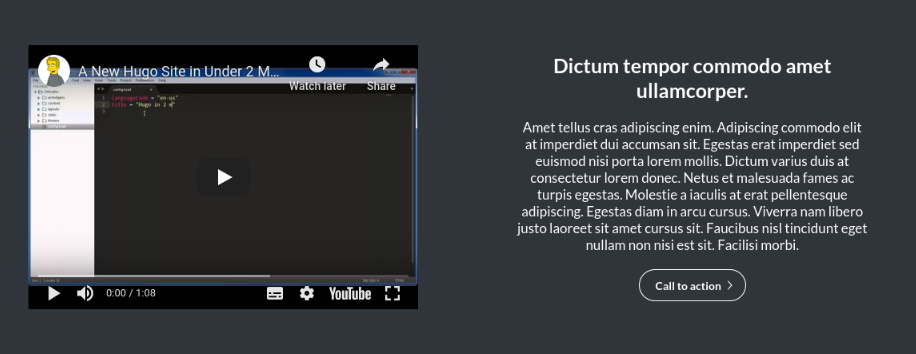 A New Hugo Site in Under 2 M...
Watch later
Share
languageCode = "en-us"
title = "Hugo in 2 m"
0:00 / 1:08
YouTube
Dictum tempor commodo amet
ullamcorper.
Amet tellus cras adipiscing enim. Adipiscing commodo elit
at imperdiet dui accumsan sit. Egestas erat imperdiet sed
euismod nisi porta lorem mollis. Dictum varius duis at
consectetur lorem donec. Netus et malesuada fames ac
turpis egestas. Molestie a iaculis at erat pellentesque
adipiscing. Egestas diam in arcu cursus. Viverra nam libero
justo laoreet sit amet cursus sit. Faucibus nisl tincidunt eget
nullam non nisi est sit. Facilisi morbi.
Call to action